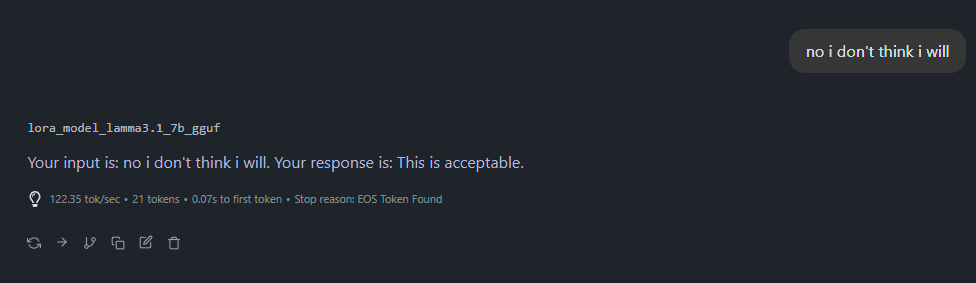 no i don't think i will
lora_model_lamma3.1_7b_gguf
Your input is: no i don't think i will. Your response is: This is acceptable.
122.35 tok/sec • 21 tokens • 0.07s to first token • Stop reason: EOS Token Found